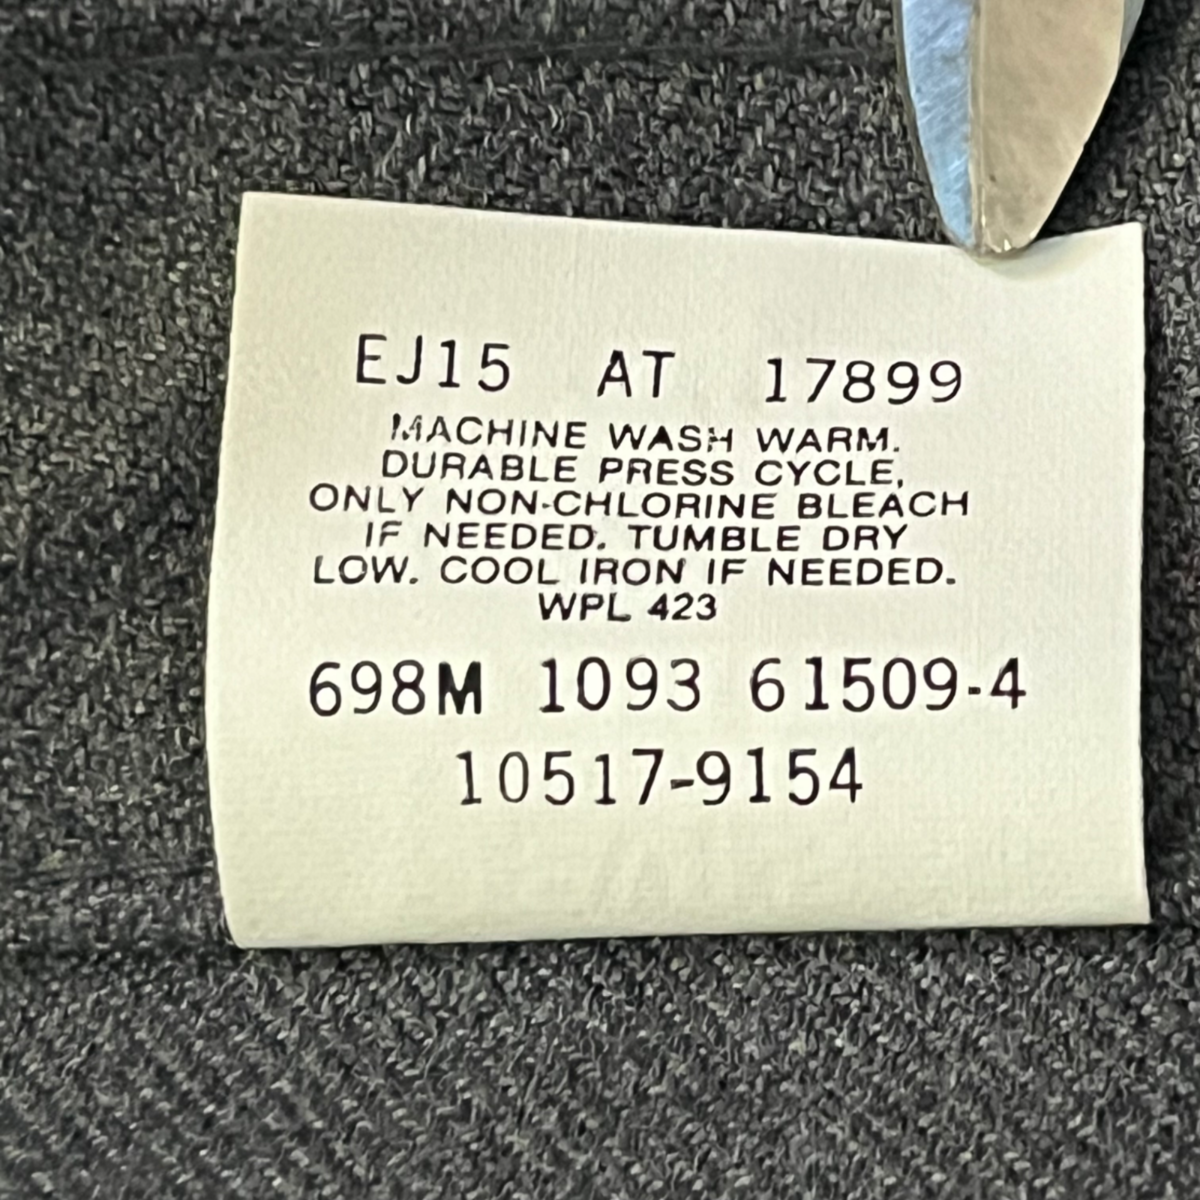 EJ15 AT 17899
MACHINE WASH WARM.
DURABLE PRESS CYCLE,
ONLY NON-CHLORINE BLEACH
IF NEEDED. TUMBLE DRY
LOW. COOL IRON IF NEEDED.
WPL 423
698M 1093 61509-4
10517-9154